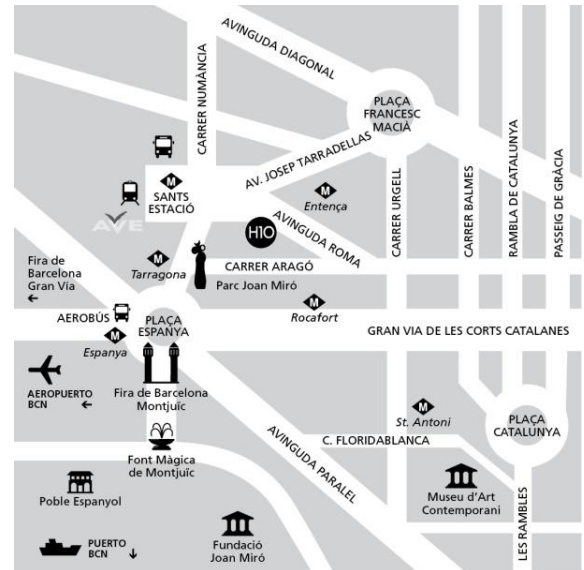 AVINGUDA DIAGONAL
CARRER NUMÀNCIA
PLAÇA
FRANCESC
MACIÀ
AV. JOSEP TARRADELLAS
M
SANTS
ESTACIÓ
AVE
M
Entença
H10
AVINGUDA ROMA
CARRER URGELL
CARRER BALMES
RAMBLA DE CATALUNYA
PASSEIG DE GRÀCIA
Fira de
Barcelona
Gran Vía
←
M
Tarragona
CARRER ARAGÓ
Parc Joan Miró
AEROBÚS
M
Espanya
PLAÇA
ESPANYA
M
Rocafort
GRAN VIA DE LES CORTS CATALANES
AEROPUERTO
BCN ←
Fira de Barcelona
Montjuïc
M
St. Antoni
PLAÇA
CATALUNYA
C. FLORIDABLANCA
AVINGUDA PARAL.LEL
Font Màgica
de Montjuïc
Poble Espanyol
Museu d'Art
Contemporani
LES RAMBLES
PUERTO
BCN ↓
Fundació
Joan Miró